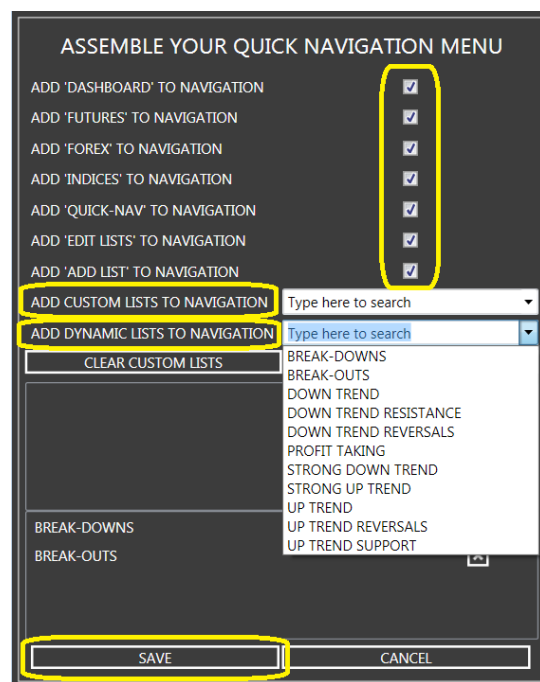 ASSEMBLE YOUR QUICK NAVIGATION MENU
ADD 'DASHBOARD' TO NAVIGATION
ADD 'FUTURES' TO NAVIGATION
ADD 'FOREX' TO NAVIGATION
ADD 'INDICES' TO NAVIGATION
ADD 'QUICK-NAV' TO NAVIGATION
ADD 'EDIT LISTS' TO NAVIGATION
ADD 'ADD LIST' TO NAVIGATION
ADD CUSTOM LISTS TO NAVIGATION Type here to search
ADD DYNAMIC LISTS TO NAVIGATION Type here to search
CLEAR CUSTOM LISTS
BREAK-DOWNS
BREAK-OUTS
DOWN TREND
DOWN TREND RESISTANCE
DOWN TREND REVERSALS
PROFIT TAKING
STRONG DOWN TREND
STRONG UP TREND
UP TREND
UP TREND REVERSALS
UP TREND SUPPORT
BREAK-DOWNS
BREAK-OUTS
SAVE CANCEL